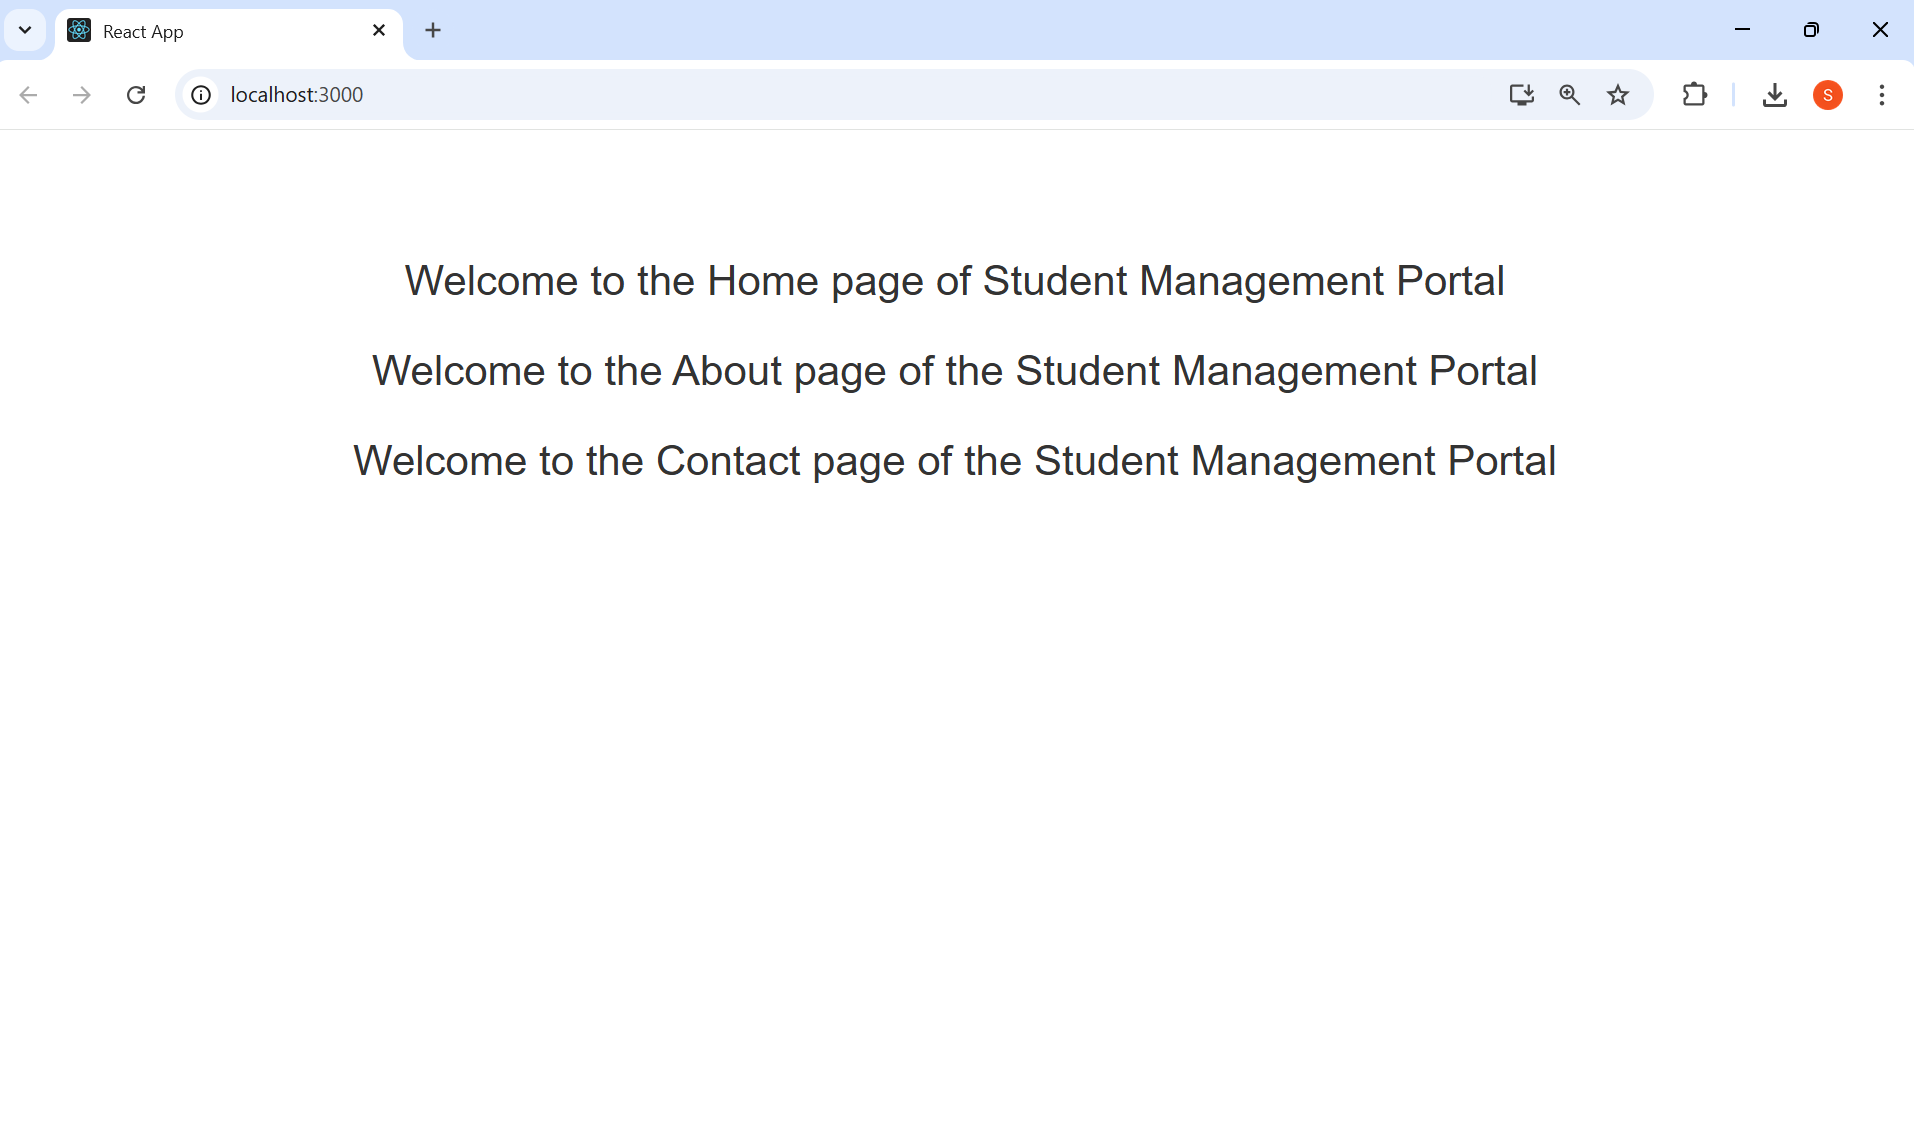 React App
localhost:3000
S
Welcome to the Home page of Student Management Portal
Welcome to the About page of the Student Management Portal
Welcome to the Contact page of the Student Management Portal